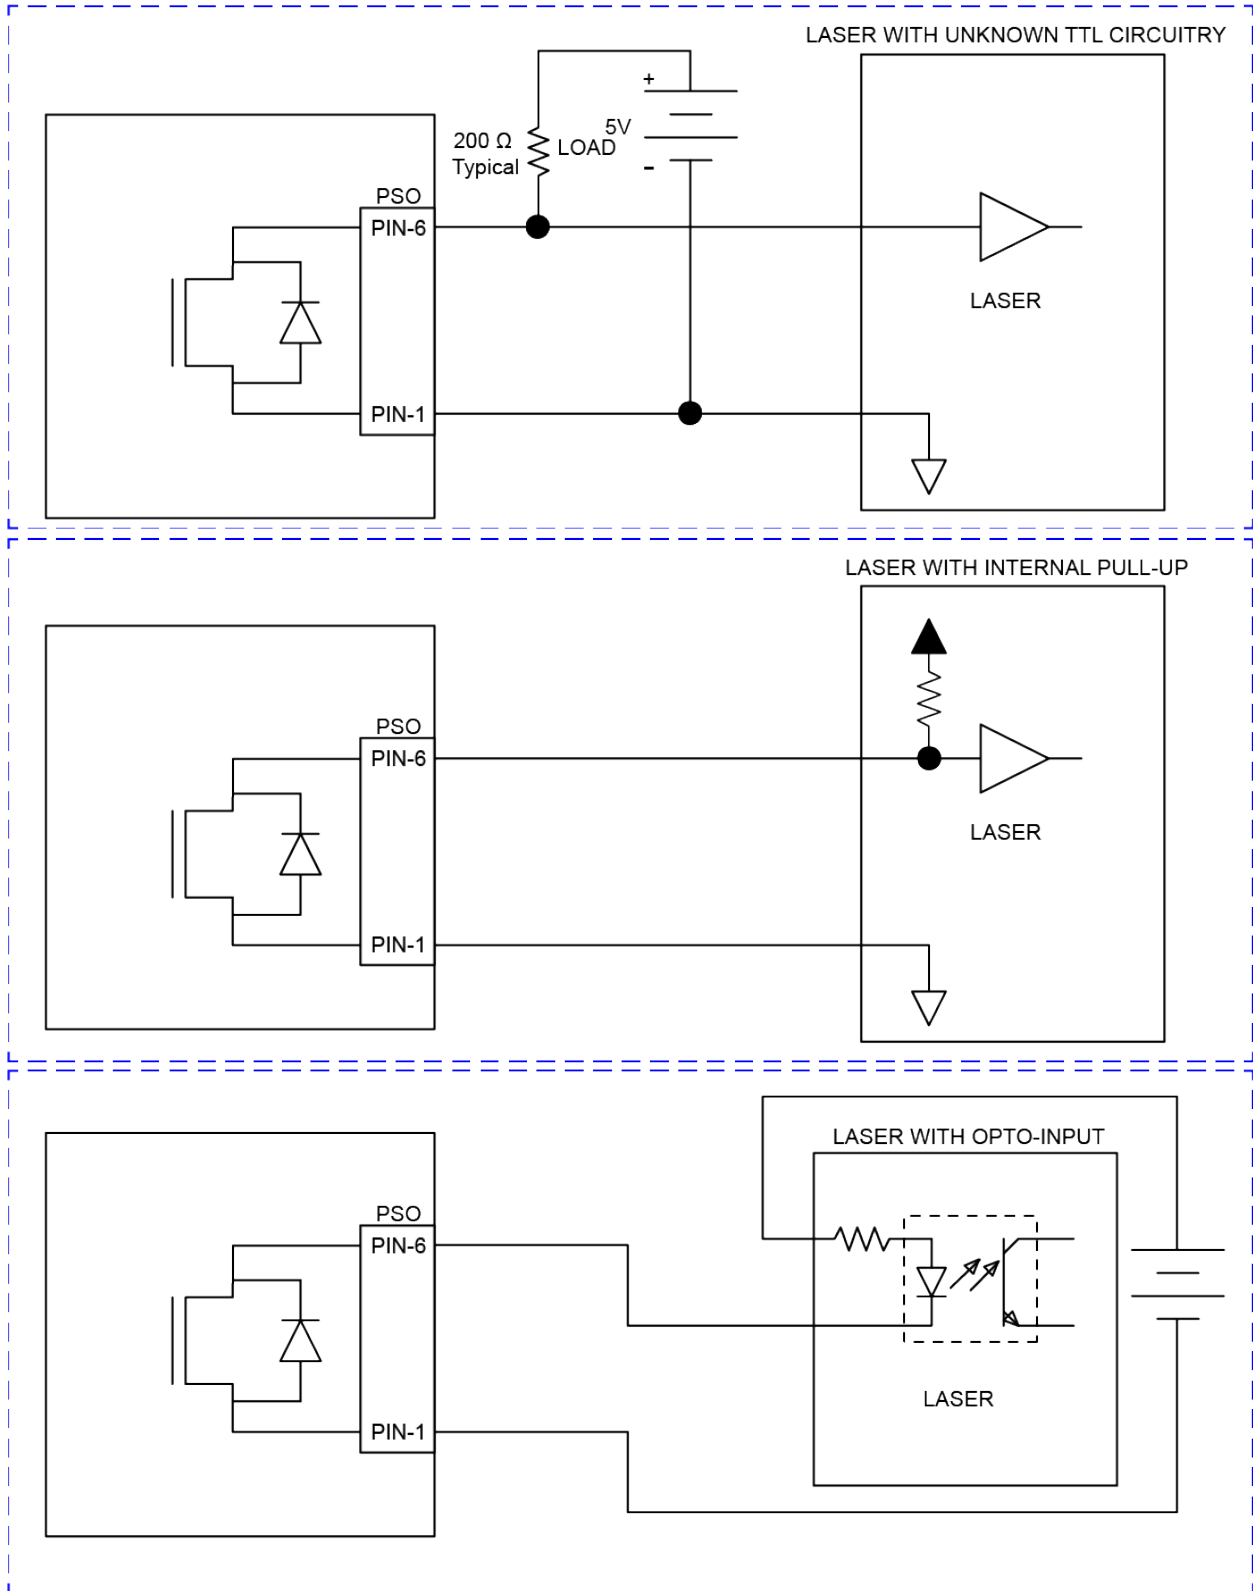 LASER WITH UNKNOWN TTL CIRCUITRY
+
200 Ω
Typical
LOAD
5V
-
PSO
PIN-6
LASER
PIN-1
LASER WITH INTERNAL PULL-UP
PSO
PIN-6
LASER
PIN-1
LASER WITH OPTO-INPUT
PSO
PIN-6
LASER
PIN-1